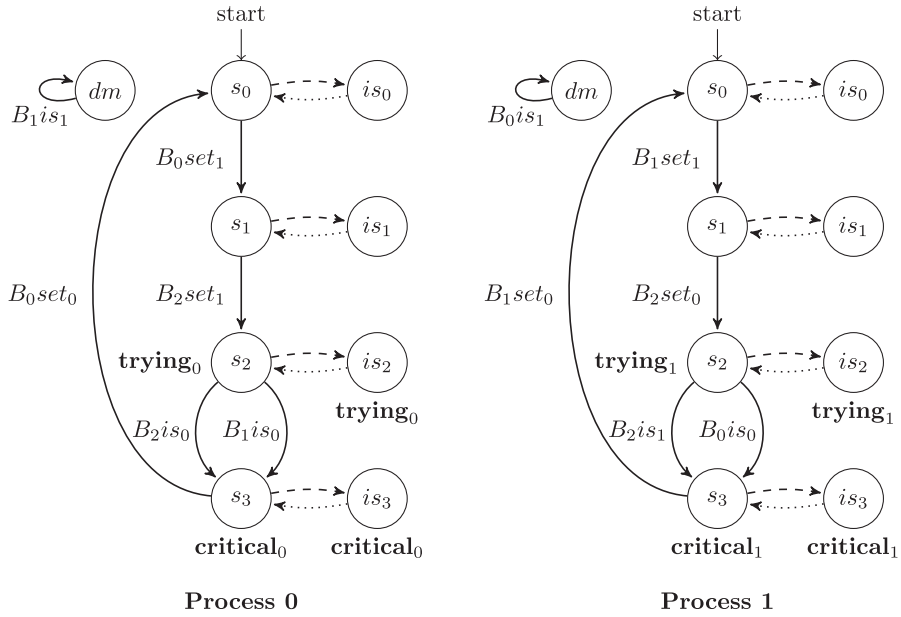 start start
dm s₀ is₀ dm s₀ is₀
B₁is₁ B₀is₁
B₀set₁ B₁set₁
s₁ is₁ s₁ is₁
B₀set₀ B₂set₁ B₁set₀ B₂set₀
trying₀ s₂ is₂ trying₁ s₂ is₂
trying₀ trying₁
B₂is₀ B₁is₀ B₂is₁ B₀is₀
s₃ is₃ s₃ is₃
critical₀ critical₀ critical₁ critical₁
Process 0 Process 1